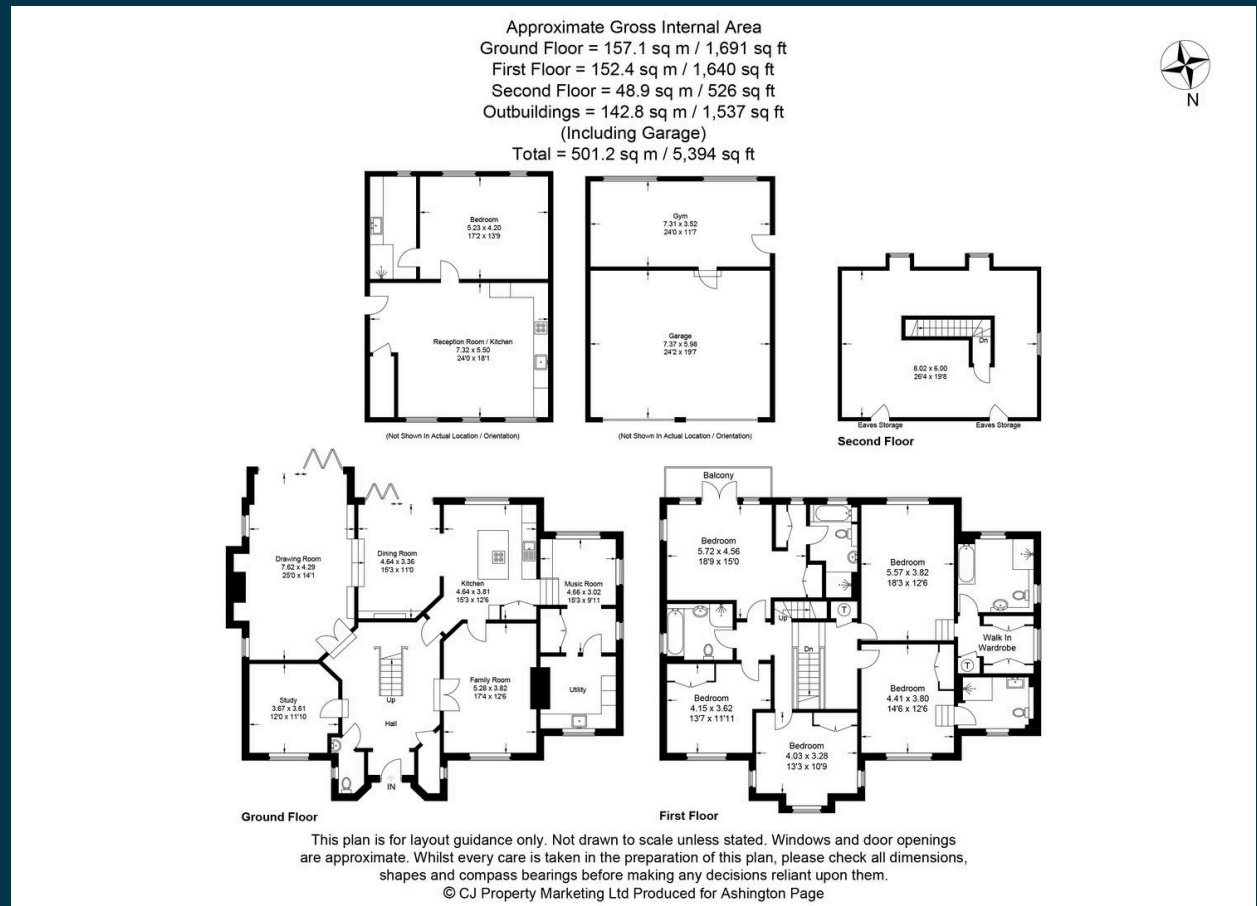 Approximate Gross Internal Area
Ground Floor = 157.1 sq m / 1,691 sq ft
First Floor = 152.4 sq m / 1,640 sq ft
Second Floor = 48.9 sq m / 526 sq ft
Outbuildings = 142.8 sq m / 1,537 sq ft
(Including Garage)
Total = 501.2 sq m / 5,394 sq ft
N
Bedroom
5.23 x 4.20
17'2 x 13'9
Reception Room / Kitchen
7.32 x 5.50
24'0 x 18'1
(Not Shown In Actual Location / Orientation)
Gym
7.31 x 3.52
24'0 x 11'7
Garage
7.37 x 5.98
24'2 x 19'7
(Not Shown In Actual Location / Orientation)
Dn
8.02 x 6.00
26'4 x 19'8
Eaves Storage
Eaves Storage
Second Floor
Drawing Room
7.62 x 4.29
25'0 x 14'1
Dining Room
4.64 x 3.36
15'3 x 11'0
Kitchen
4.64 x 3.81
15'3 x 12'6
Music Room
4.66 x 3.02
15'3 x 9'11
Study
3.67 x 3.61
12'0 x 11'10
Up
Hall
Family Room
5.28 x 3.82
17'4 x 12'6
Utility
IN
Ground Floor
Balcony
Bedroom
5.72 x 4.56
18'9 x 15'0
Bedroom
5.57 x 3.82
18'3 x 12'6
Up
T
Dn
Walk In
Wardrobe
T
Bedroom
4.15 x 3.62
13'7 x 11'11
Bedroom
4.41 x 3.80
14'6 x 12'6
Bedroom
4.03 x 3.28
13'3 x 10'9
First Floor
This plan is for layout guidance only. Not drawn to scale unless stated. Windows and door openings
are approximate. Whilst every care is taken in the preparation of this plan, please check all dimensions,
shapes and compass bearings before making any decisions reliant upon them.
© CJ Property Marketing Ltd Produced for Ashington Page